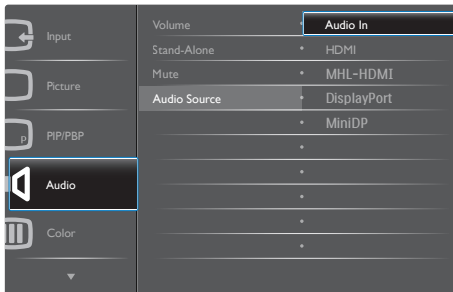 Input
Picture
P
PIP/PBP
Audio
Color
Volume
Stand-Alone
Mute
Audio Source
Audio In
HDMI
MHL-HDMI
DisplayPort
MiniDP